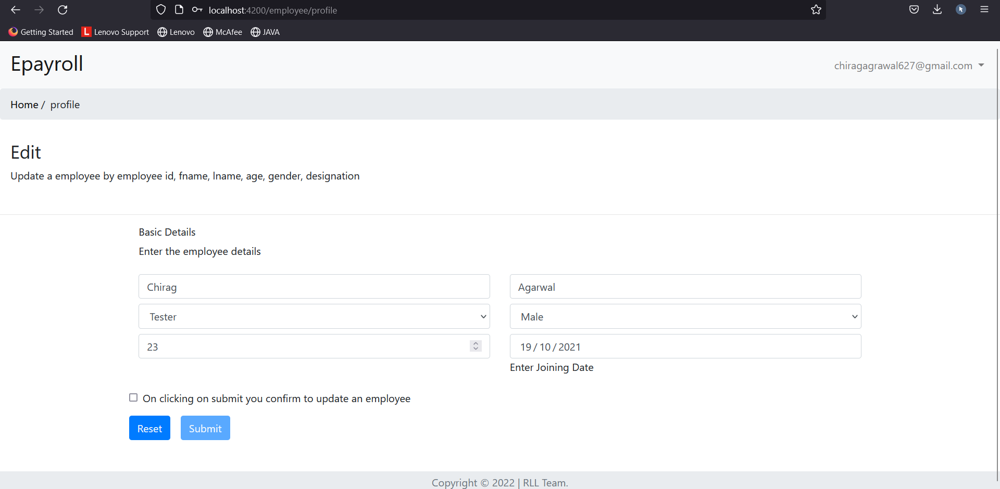 localhost:4200/employee/profile
Getting Started Lenovo Support Lenovo McAfee JAVA
Epayroll
chiragagrawal627@gmail.com
Home / profile
Edit
Update a employee by employee id, fname, lname, age, gender, designation
Basic Details
Enter the employee details
Chirag Agarwal
Tester Male
23 19 / 10 / 2021
Enter Joining Date
On clicking on submit you confirm to update an employee
Reset Submit
Copyright © 2022 | RLL Team.